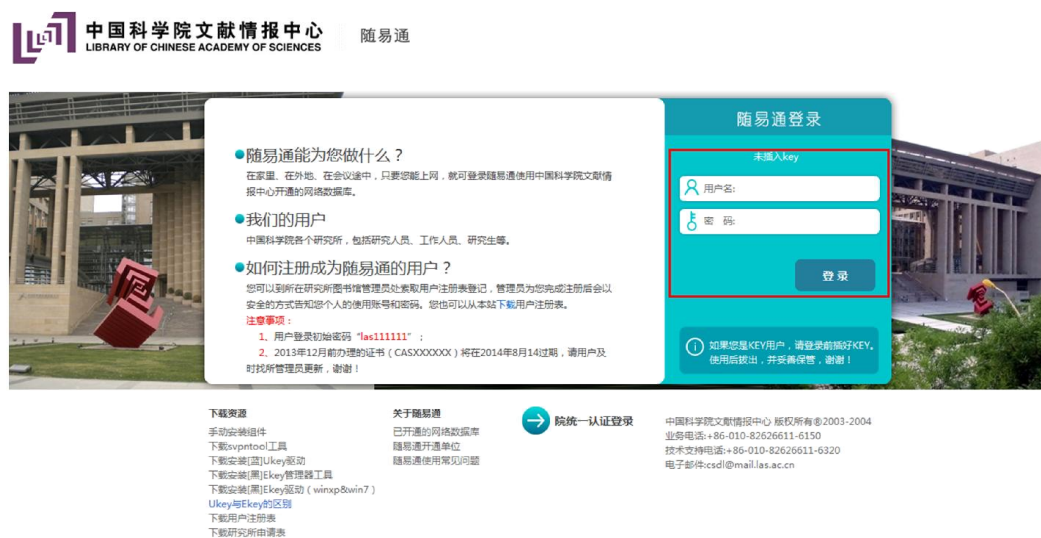 中国科学院文献情报中心
LIBRARY OF CHINESE ACADEMY OF SCIENCES
随易通
随易通能为您做什么？
在家里、在外地、在会议途中，只要您能上网，就可登录随易通使用中国科学院文献情
报中心开通的网络数据库。
我们的用户
中国科学院各个研究所，包括研究人员、工作人员、研究生等。
如何注册成为随易通的用户？
您可以到所在研究所图书馆管理员处索取用户注册表登记，管理员为您完成注册后会以
安全的方式告知您个人的使用账号和密码。您也可以从本站下载用户注册表。
注意事项：
1、用户登录初始密码“las111111”；
2、2013年12月前办理的证书（CASXXXXXX）将在2014年8月14过期，请用户及
时找所管理员更新，谢谢！
随易通登录
未插入key
用户名:
密 码:
登录
如果您是KEY用户，请登录前插好KEY。
使用后拔出，并妥善保管，谢谢！
下载资源
手动安装组件
下载svpntool工具
下载安装[蓝]Ukey驱动
下载安装[黑]Ekey管理器工具
下载安装[黑]Ekey驱动（winxp&win7）
Ukey与Ekey的区别
下载用户注册表
下载研究所申请表
关于随易通
已开通的网络数据库
随易通开通单位
随易通使用常见问题
院统一认证登录
中国科学院文献情报中心 版权所有©2003-2004
业务电话:+86-010-82626611-6150
技术支持电话:+86-010-82626611-6320
电子邮件:csdl@mail.las.ac.cn